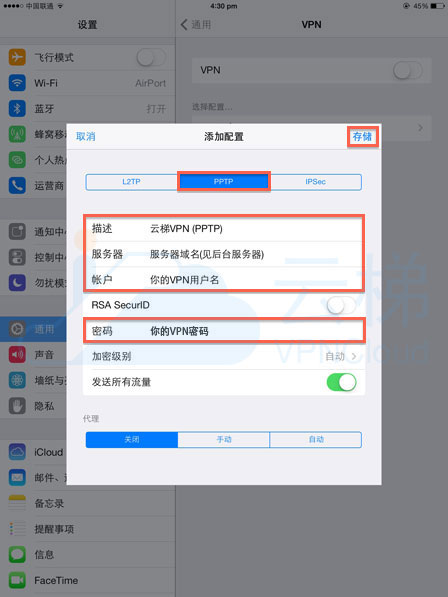 中国联通
4:30 pm
45%
设置
通用
VPN
飞行模式
Wi-Fi
AirPort
蓝牙
打开
蜂窝移
个人热
运营商
通知中
控制中
勿扰模
通用
声音
墙纸与
隐私
iCloud
邮件、
备忘录
提醒事项
信息
FaceTime
VPN
选择配置...
取消
添加配置
存储
L2TP
PPTP
IPSec
描述
云梯VPN (PPTP)
服务器
服务器域名(见后台服务器)
帐户
你的VPN用户名
RSA SecurID
密码
你的VPN密码
加密级别
自动
发送所有流量
代理
关闭
手动
自动
云梯
VPNCloud